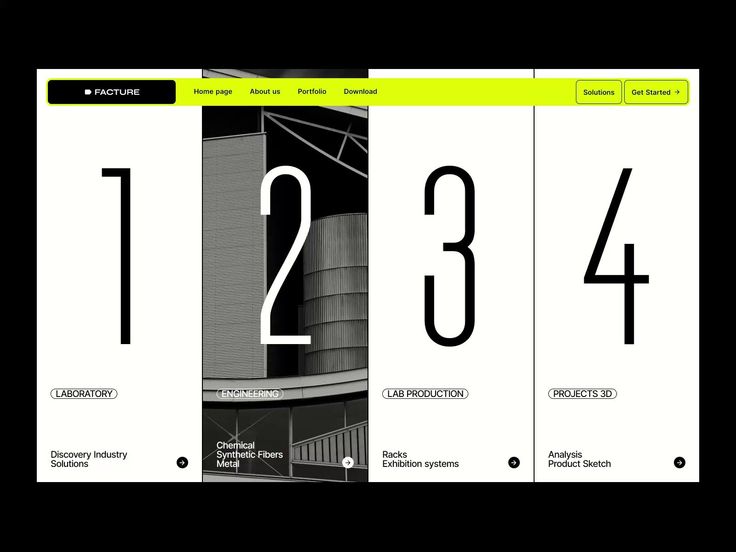 FACTURE
Home page
About us
Portfolio
Download
Solutions
Get Started →
1
2
3
4
LABORATORY
ENGINEERING
LAB PRODUCTION
PROJECTS 3D
Discovery Industry
Solutions
Chemical
Synthetic Fibers
Metal
Racks
Exhibition systems
Analysis
Product Sketch